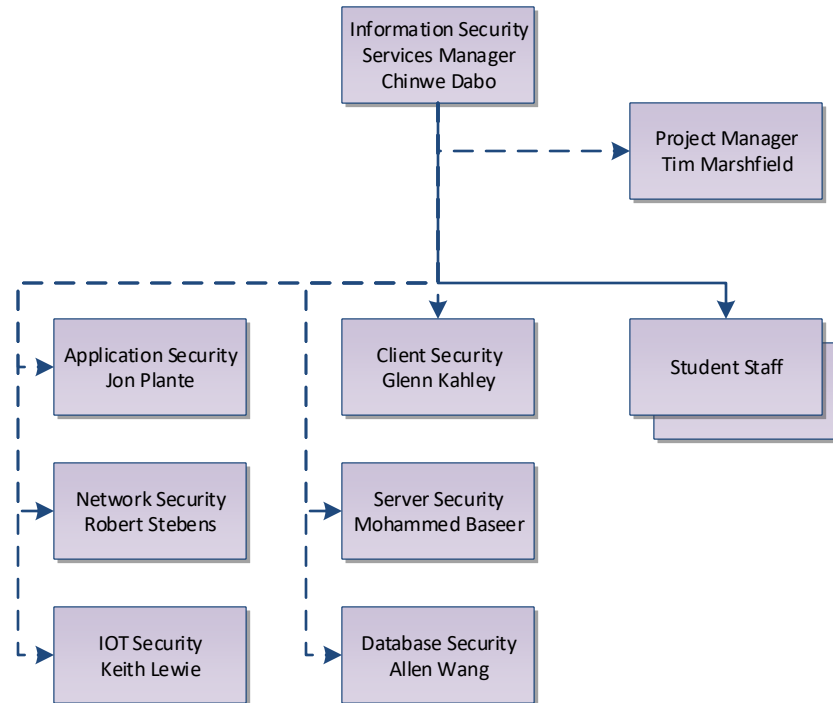 Information Security
Services Manager
Chinwe Dabo
Project Manager
Tim Marshfield
Application Security
Jon Plante
Client Security
Glenn Kahley
Student Staff
Network Security
Robert Stebens
Server Security
Mohammed Baseer
IOT Security
Keith Lewie
Database Security
Allen Wang